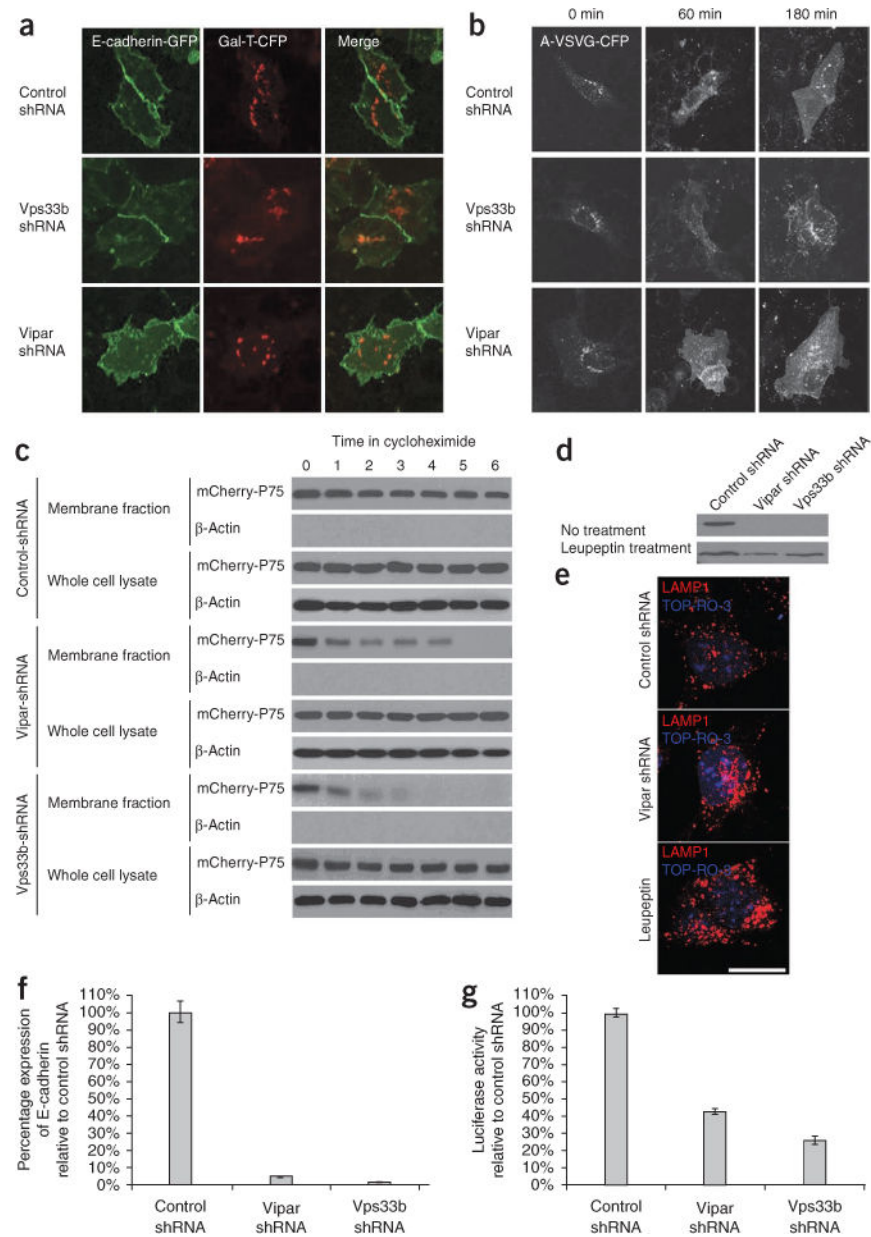 a
E-cadherin-GFP Gal-T-CFP Merge
Control
shRNA
Vps33b
shRNA
Vipar
shRNA
b
0 min 60 min 180 min
A-VSVG-CFP
Control
shRNA
Vps33b
shRNA
Vipar
shRNA
c
Time in cycloheximide
0 1 2 3 4 5 6
Control-shRNA
Membrane fraction
mCherry-P75
β-Actin
Whole cell lysate
mCherry-P75
β-Actin
Vipar-shRNA
Membrane fraction
mCherry-P75
β-Actin
Whole cell lysate
mCherry-P75
β-Actin
Vps33b-shRNA
Membrane fraction
mCherry-P75
β-Actin
Whole cell lysate
mCherry-P75
β-Actin
d
Control shRNA
Vipar shRNA
Vps33b shRNA
No treatment
Leupeptin treatment
e
Control shRNA
LAMP1
TOP-RO-3
Vipar shRNA
LAMP1
TOP-RO-3
Leupeptin
LAMP1
TOP-RO-3
f
Percentage expression
of E-cadherin
relative to control shRNA
110%
100%
90%
80%
70%
60%
50%
40%
30%
20%
10%
0%
Control
shRNA
Vipar
shRNA
Vps33b
shRNA
g
Luciferase activity
relative to control shRNA
110%
100%
90%
80%
70%
60%
50%
40%
30%
20%
10%
0%
Control
shRNA
Vipar
shRNA
Vps33b
shRNA